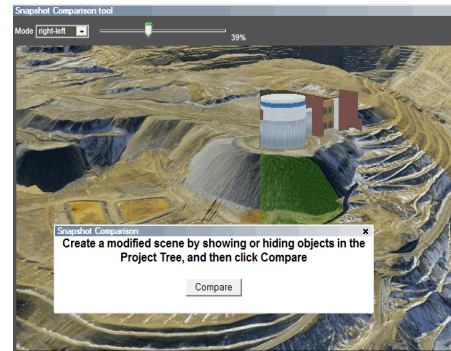 Snapshot Comparison tool
Mode right-left 39%
Snapshot Comparison x
Create a modified scene by showing or hiding objects in the
Project Tree, and then click Compare
Compare